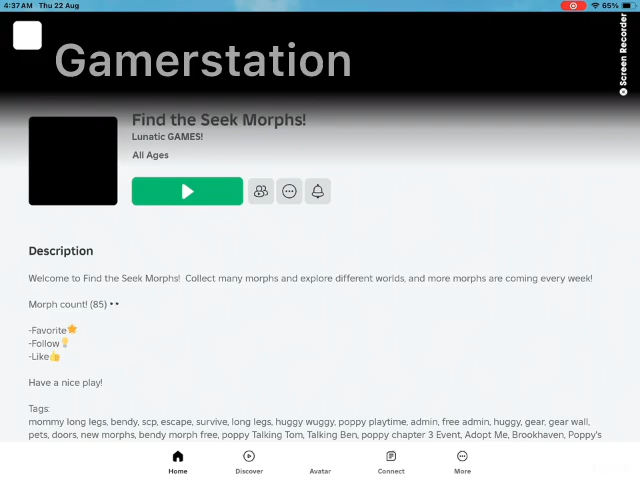 4:37 AM Thu 22 Aug
65%
Screen Recorder
Gamerstation
Find the Seek Morphs!
Lunatic GAMES!
All Ages
Description
Welcome to Find the Seek Morphs! Collect many morphs and explore different worlds, and more morphs are coming every week!
Morph count! (85) 👀
-Favorite⭐
-Follow💡
-Like👍
Have a nice play!
Tags:
mommy long legs, bendy, scp, escape, survive, long legs, huggy wuggy, poppy playtime, admin, free admin, huggy, gear, gear wall,
pets, doors, new morphs, bendy morph free, poppy Talking Tom, Talking Ben, poppy chapter 3 Event, Adopt Me, Brookhaven, Poppy's
Home
Discover
Avatar
Connect
More